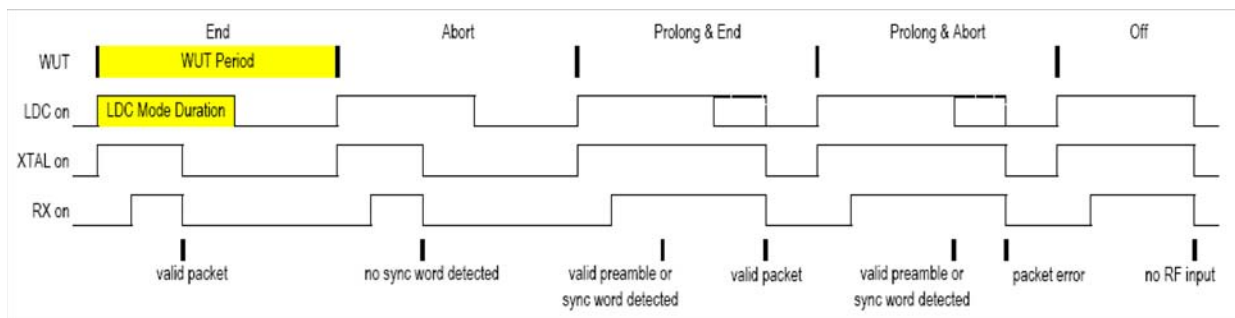 End Abort Prolong & End Prolong & Abort Off
WUT WUT Period
LDC on LDC Mode Duration
XTAL on
RX on
valid packet no sync word detected valid preamble or valid packet valid preamble or packet error no RF input
sync word detected sync word detected